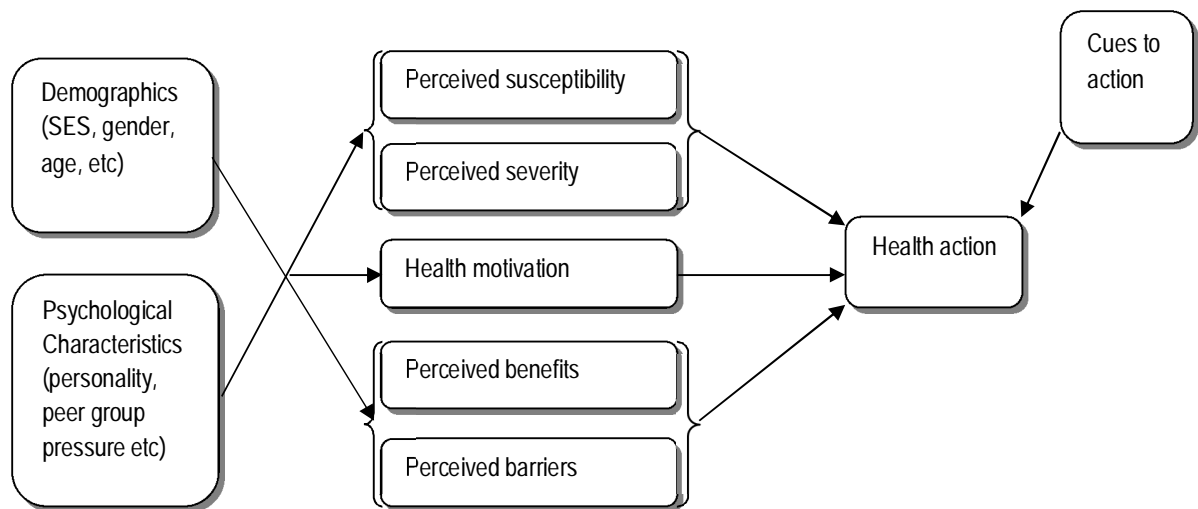 Demographics
(SES, gender,
age, etc)
Psychological
Characteristics
(personality,
peer group
pressure etc)
Perceived susceptibility
Perceived severity
Health motivation
Perceived benefits
Perceived barriers
Health action
Cues to
action